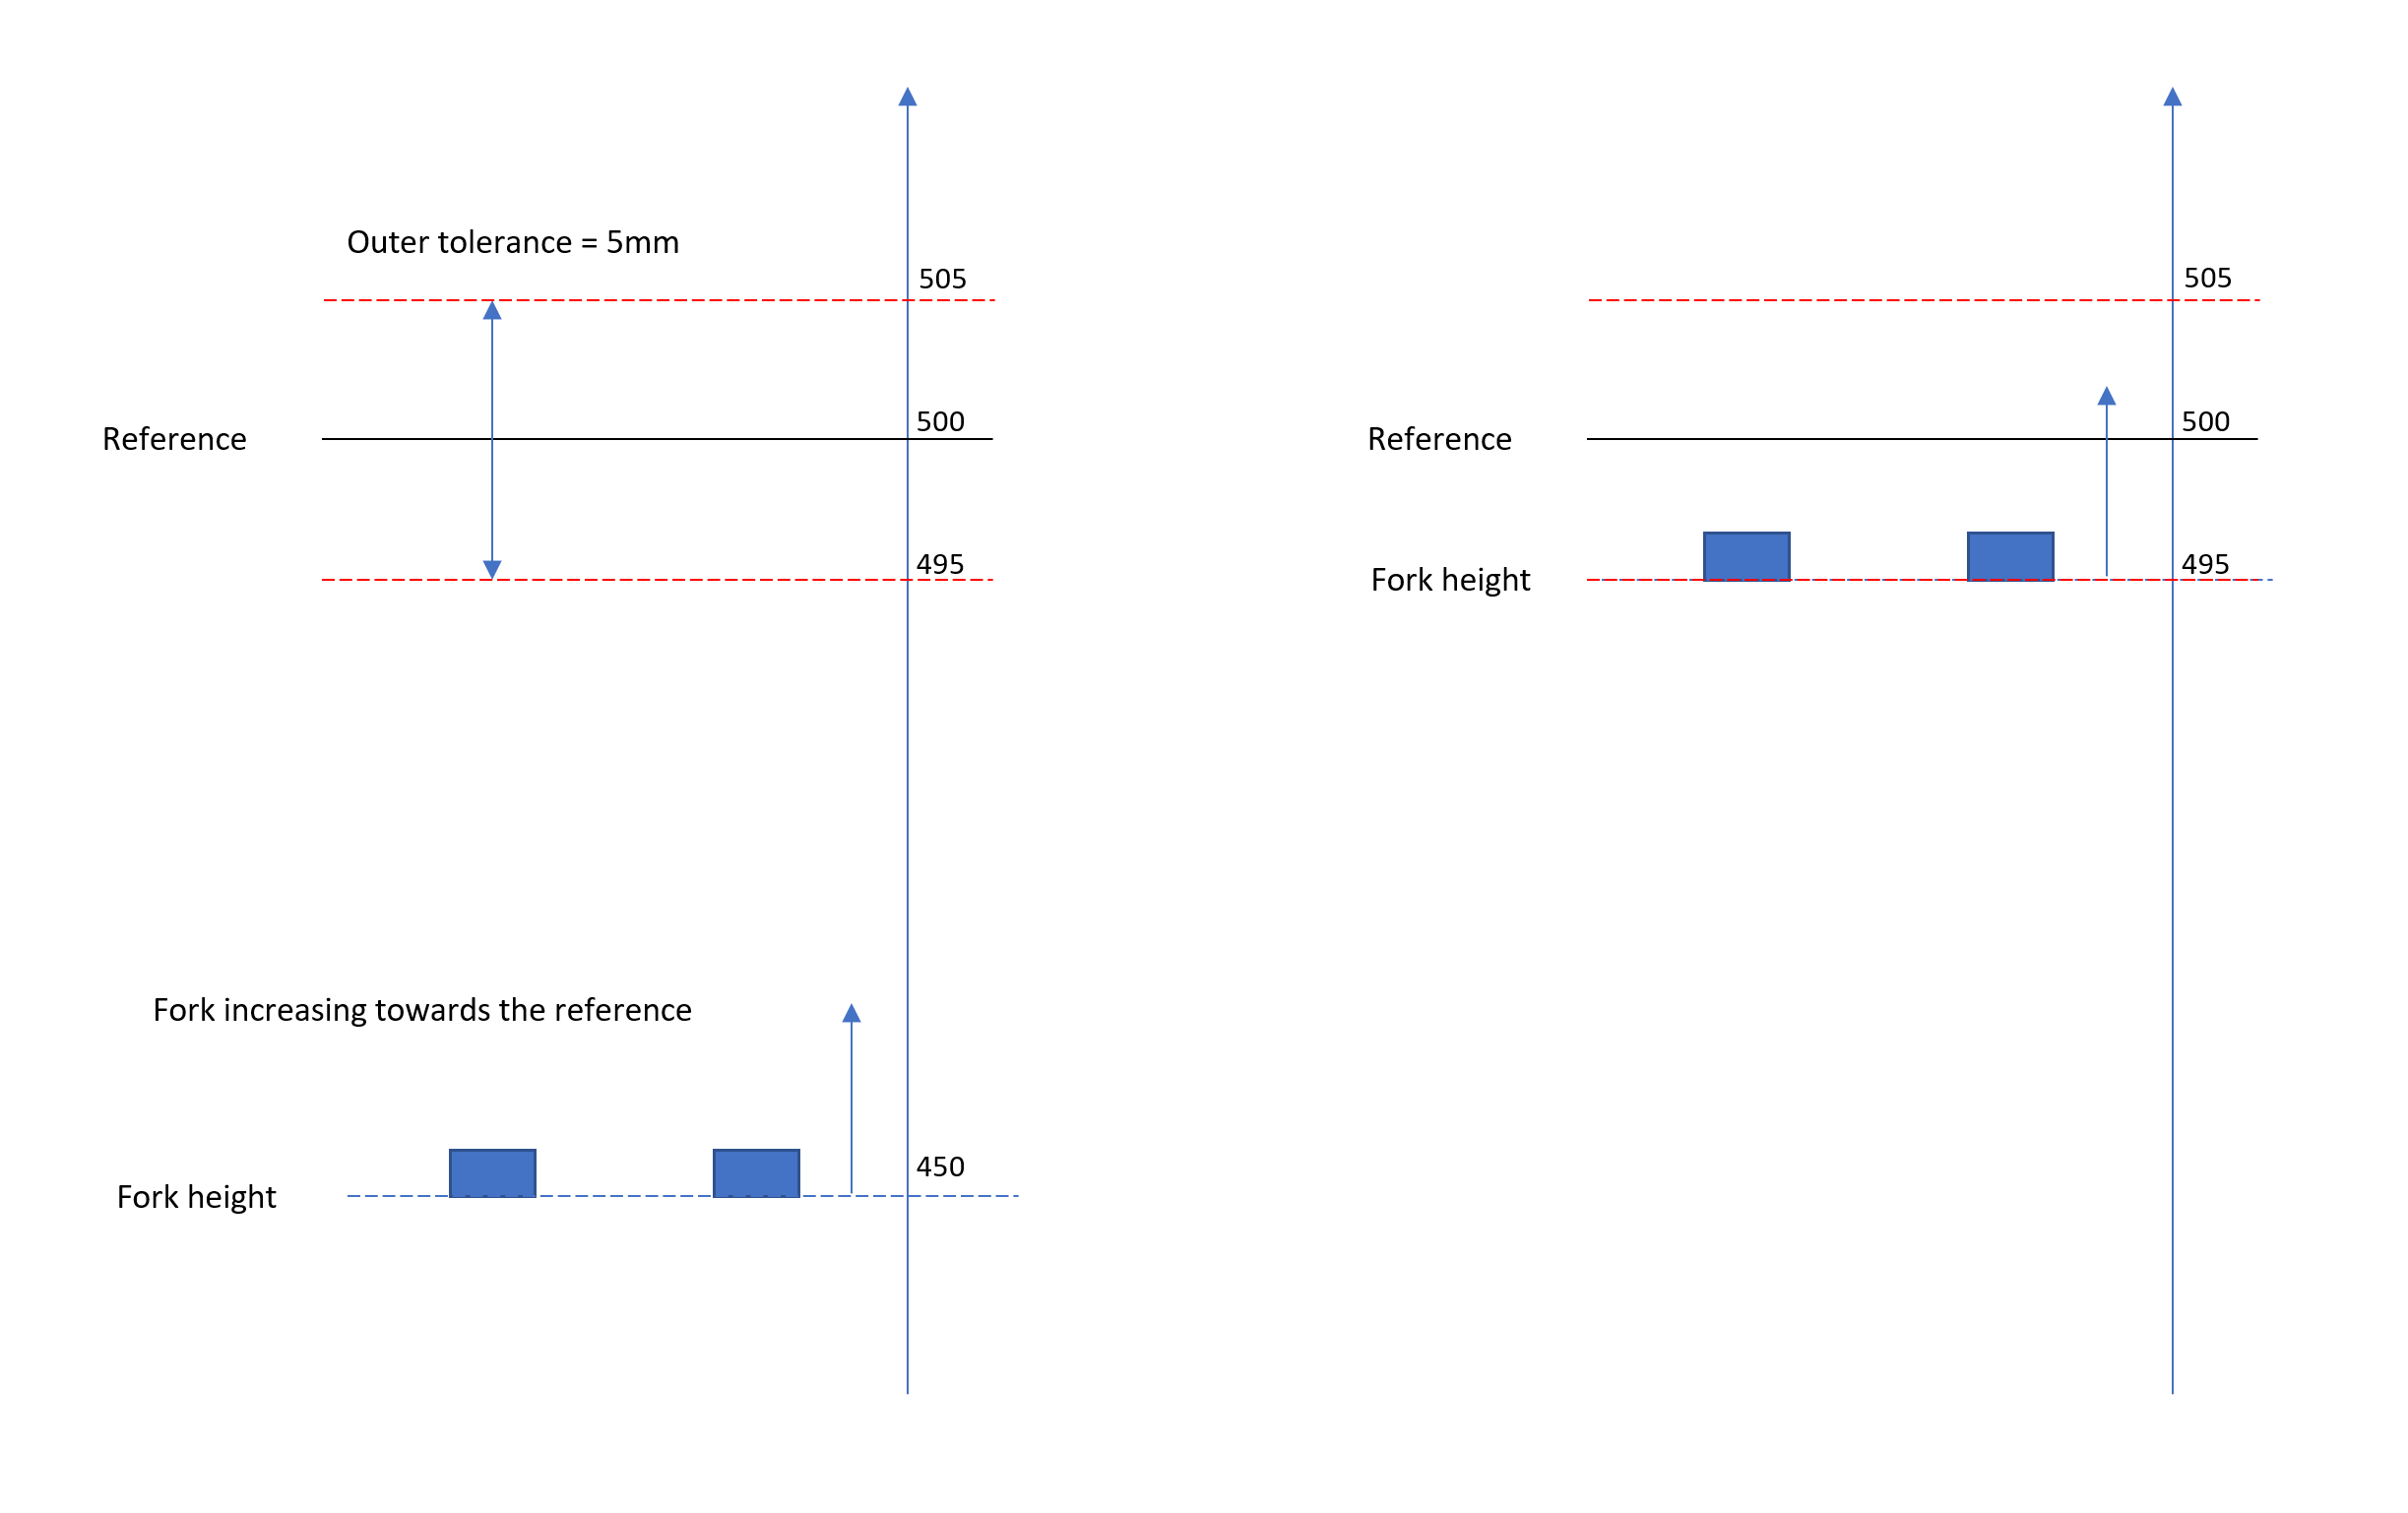 Outer tolerance = 5mm
505
500
Reference
495
Fork increasing towards the reference
450
Fork height
505
500
Reference
495
Fork height